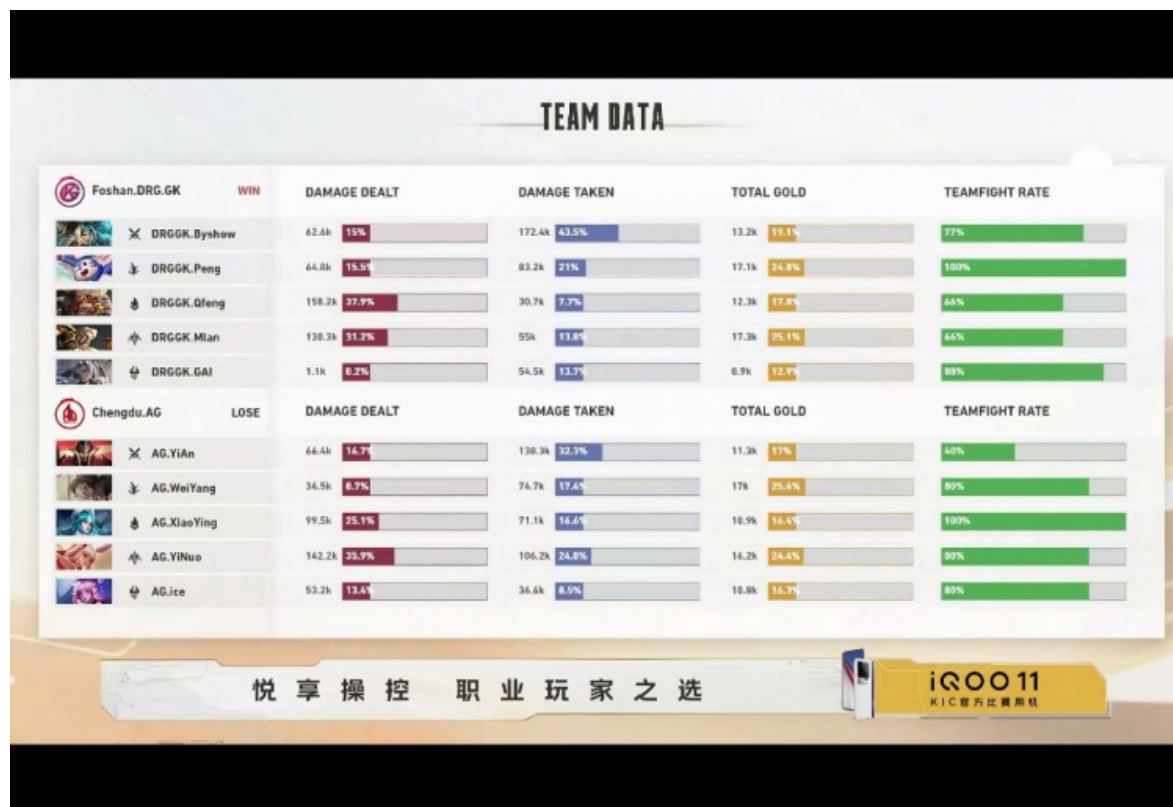 TEAM DATA
Foshan.DRG.GK WIN DAMAGE DEALT DAMAGE TAKEN TOTAL GOLD TEAMFIGHT RATE
DRGGK.Byshow 62.6k 15% 172.4k 43.5% 13.2k 19.1% 77%
DRGGK.Peng 64.8k 15.5% 83.2k 21% 17.1k 24.8% 100%
DRGGK.Qfeng 158.2k 37.9% 30.7k 7.7% 12.3k 17.8% 66%
DRGGK.Mlan 130.3k 31.2% 55k 13.8% 17.3k 25.1% 66%
DRGGK.GAI 1.1k 0.2% 54.5k 13.7% 8.9k 12.9% 88%
Chengdu.AG LOSE DAMAGE DEALT DAMAGE TAKEN TOTAL GOLD TEAMFIGHT RATE
AG.YiAn 66.4k 16.7% 138.3k 32.3% 11.3k 17% 40%
AG.WeiYang 34.5k 8.7% 74.7k 17.4% 17k 25.6% 80%
AG.XiaoYing 99.5k 25.1% 71.1k 16.6% 10.9k 16.4% 100%
AG.YiNuo 142.2k 35.9% 106.2k 24.8% 16.2k 24.4% 80%
AG.ice 53.2k 13.4% 36.6k 8.5% 10.8k 16.3% 80%
悦享操控 职业玩家之选
iQOO 11
KIC官方比赛用机